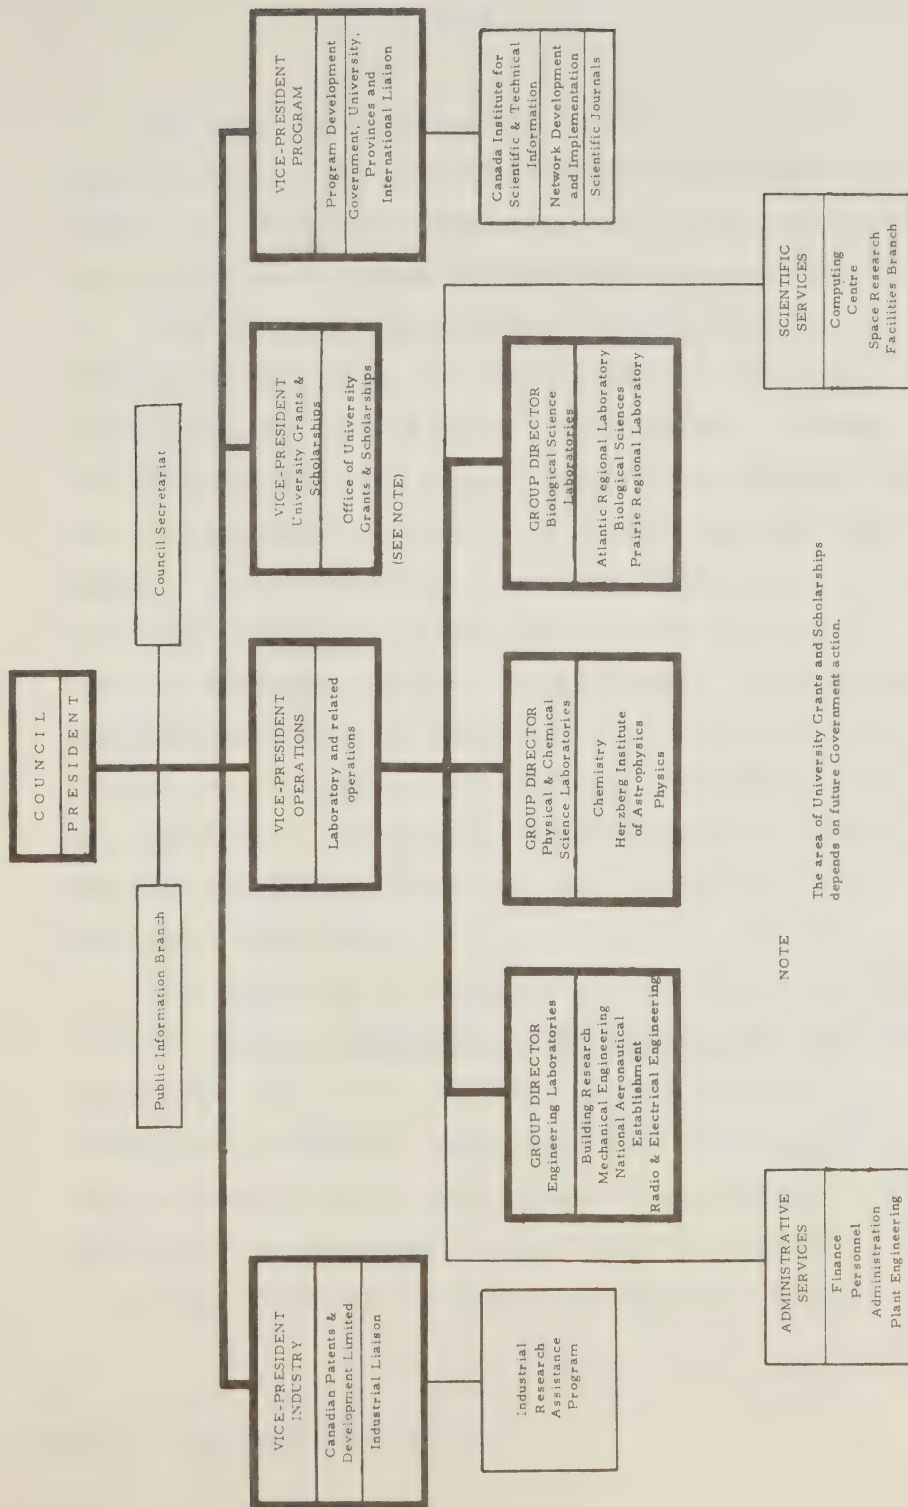 COUNCIL
PRESIDENT
Public Information Branch
Council Secretariat
VICE-PRESIDENT
INDUSTRY
Canadian Patents &
Development Limited
Industrial Liaison
VICE-PRESIDENT
OPERATIONS
Laboratory and related
operations
VICE-PRESIDENT
University Grants &
Scholarships
Office of University
Grants & Scholarships
(SEE NOTE)
VICE-PRESIDENT
PROGRAM
Program Development
Government, University,
Provinces and
International Liaison
Industrial
Research
Assistance
Program
Canada Institute for
Scientific & Technical
Information
Network Development
and Implementation
Scientific Journals
GROUP DIRECTOR
Engineering Laboratories
Building Research
Mechanical Engineering
National Aeronautical
Establishment
Radio & Electrical Engineering
GROUP DIRECTOR
Physical & Chemical
Science Laboratories
Chemistry
Herzberg Institute
of Astrophysics
Physics
GROUP DIRECTOR
Biological Science
Laboratories
Atlantic Regional Laboratory
Biological Sciences
Prairie Regional Laboratory
ADMINISTRATIVE
SERVICES
Finance
Personnel
Administration
Plant Engineering
SCIENTIFIC
SERVICES
Computing
Centre
Space Research
Facilities Branch
NOTE
The area of University Grants and Scholarships
depends on future Government action.